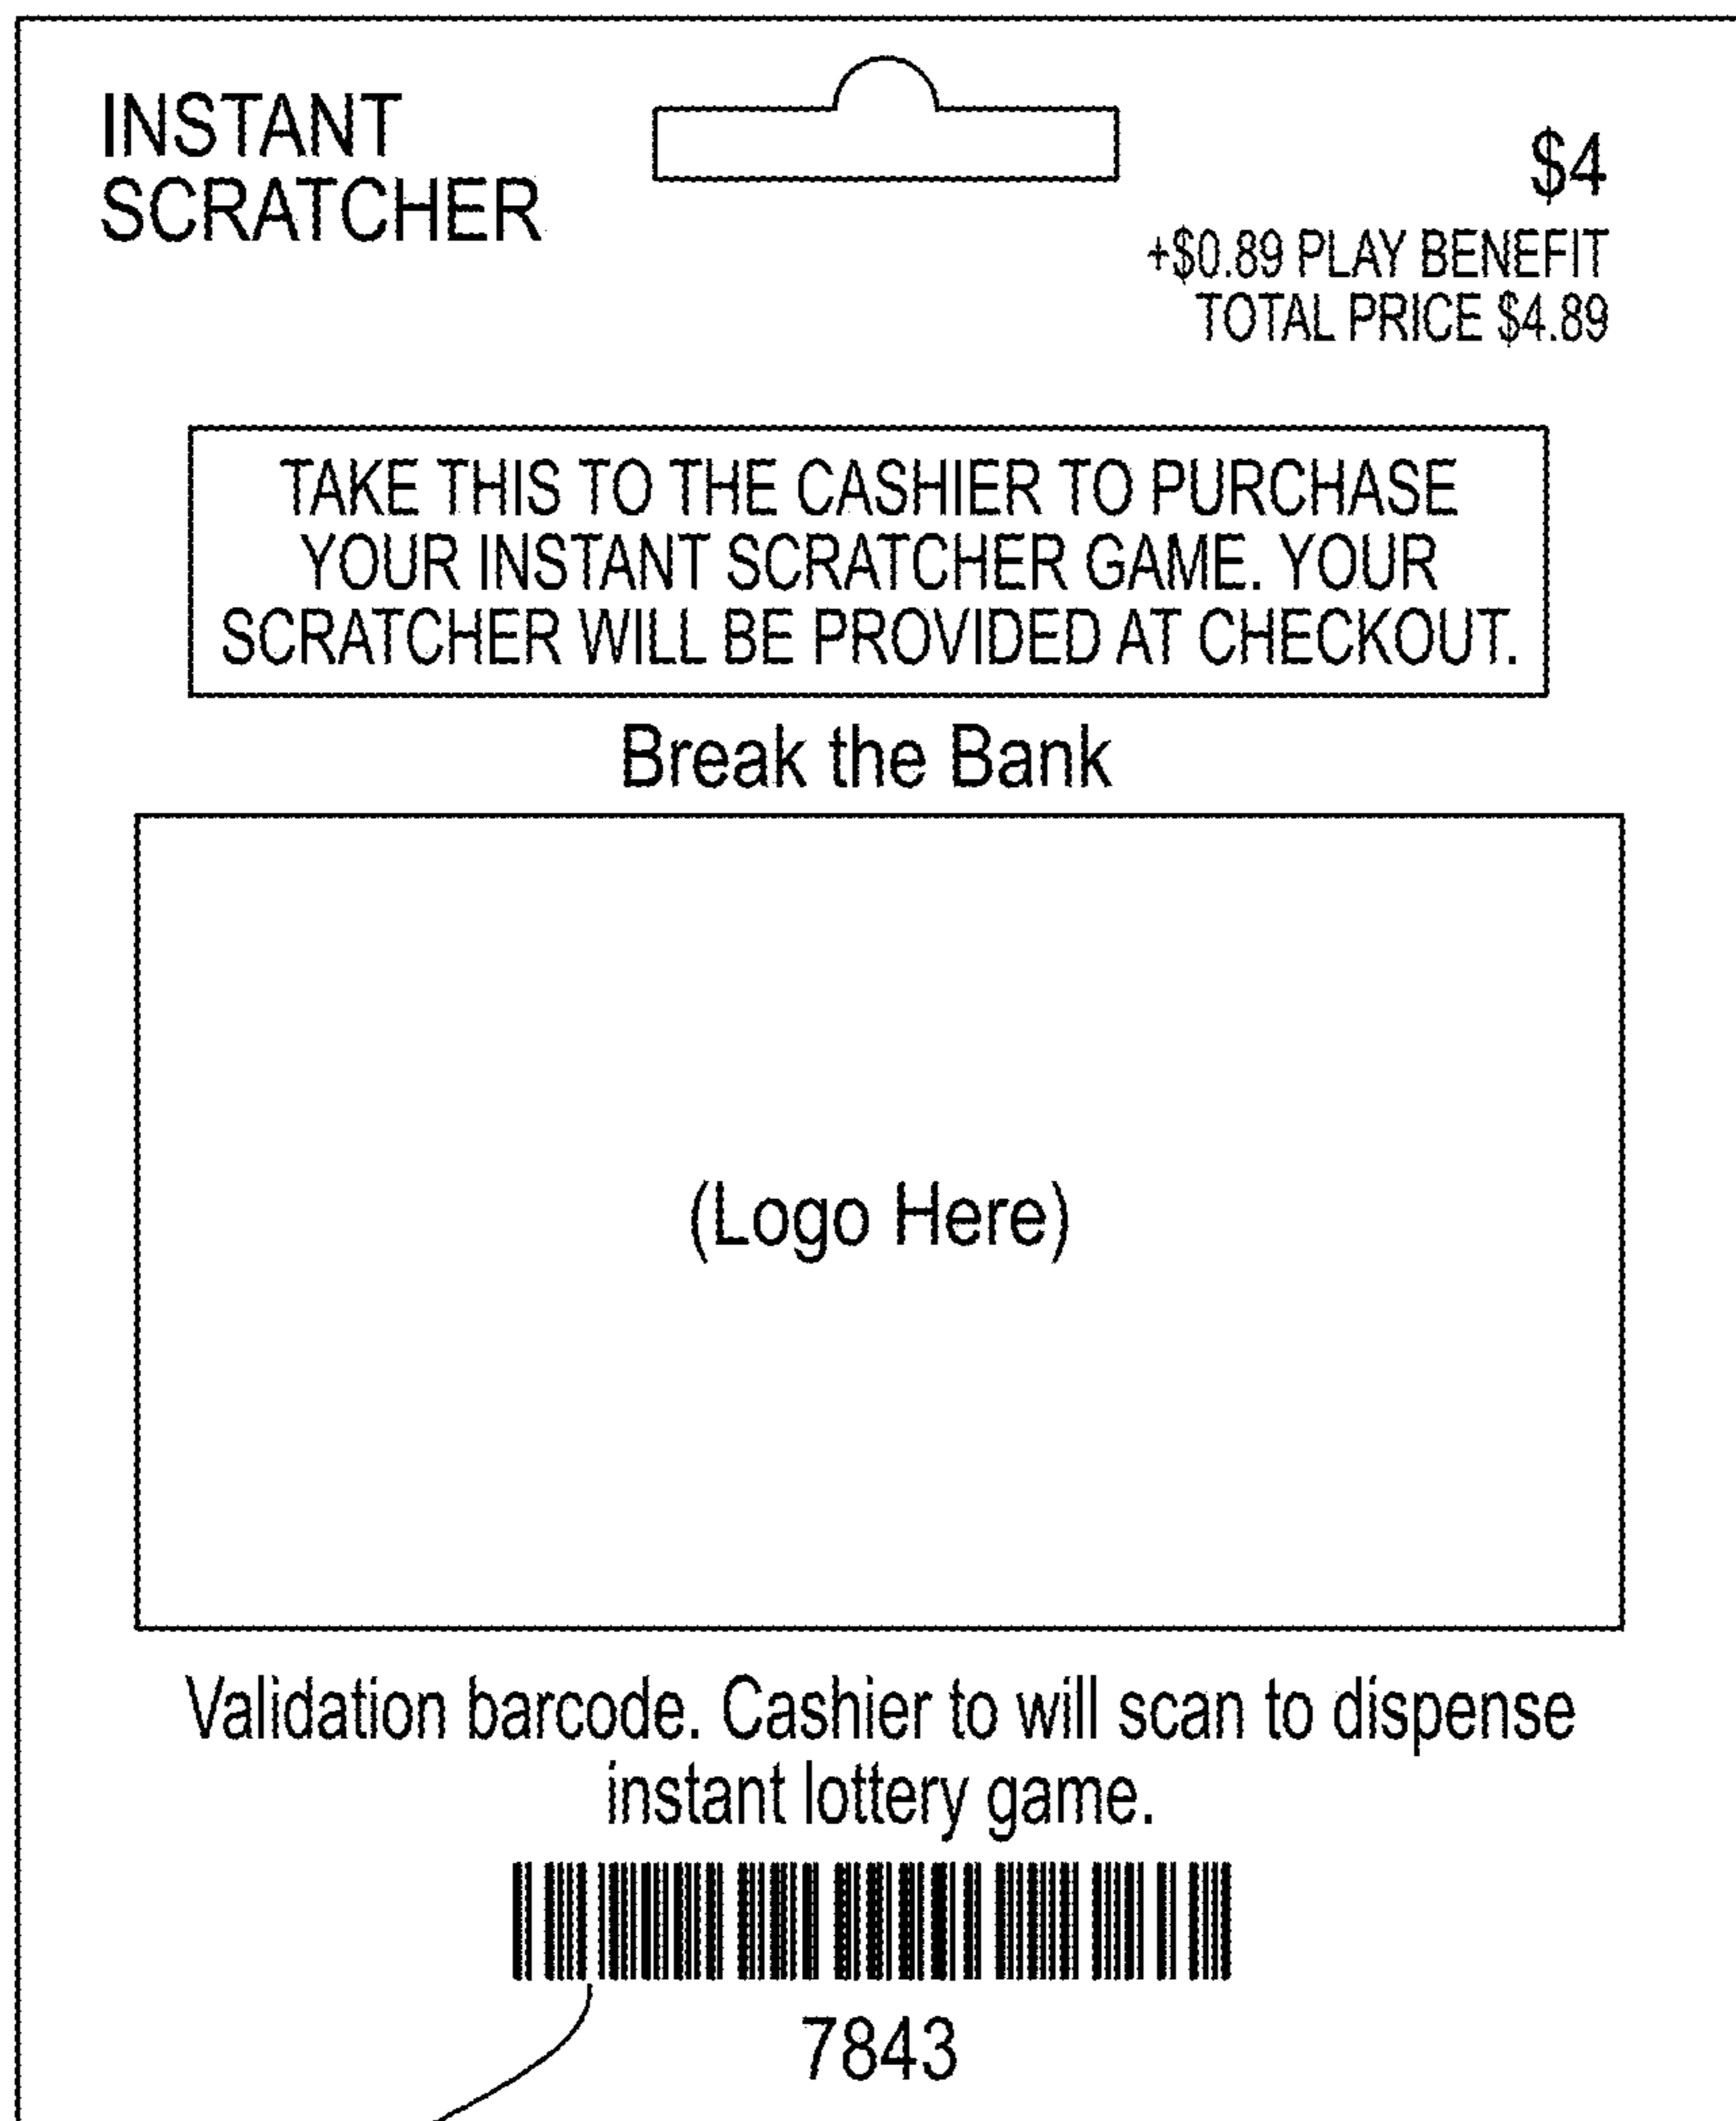 INSTANT
SCRATCHER
$4
+$0.89 PLAY BENEFIT
TOTAL PRICE $4.89
TAKE THIS TO THE CASHIER TO PURCHASE
YOUR INSTANT SCRATCHER GAME. YOUR
SCRATCHER WILL BE PROVIDED AT CHECKOUT.
Break the Bank
(Logo Here)
Validation barcode. Cashier to will scan to dispense
instant lottery game.
7843